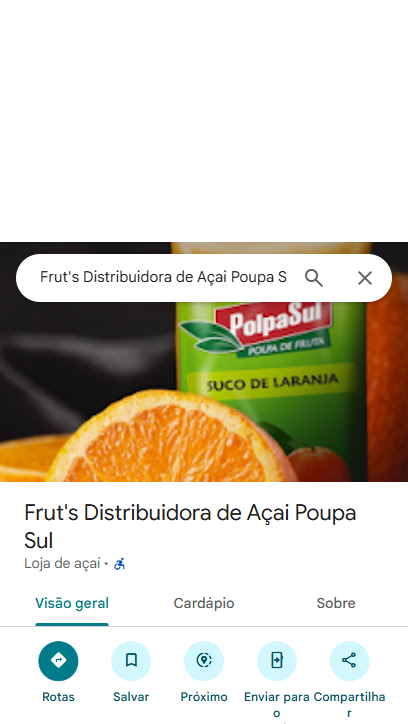 Frut's Distribuidora de Açai Poupa S
PolpaSul
POLPA DE FRUTA
SUCO DE LARANJA
Frut's Distribuidora de Açai Poupa
Sul
Loja de açaí •
Visão geral
Cardápio
Sobre
Rotas
Salvar
Próximo
Enviar para o
Compartilhar